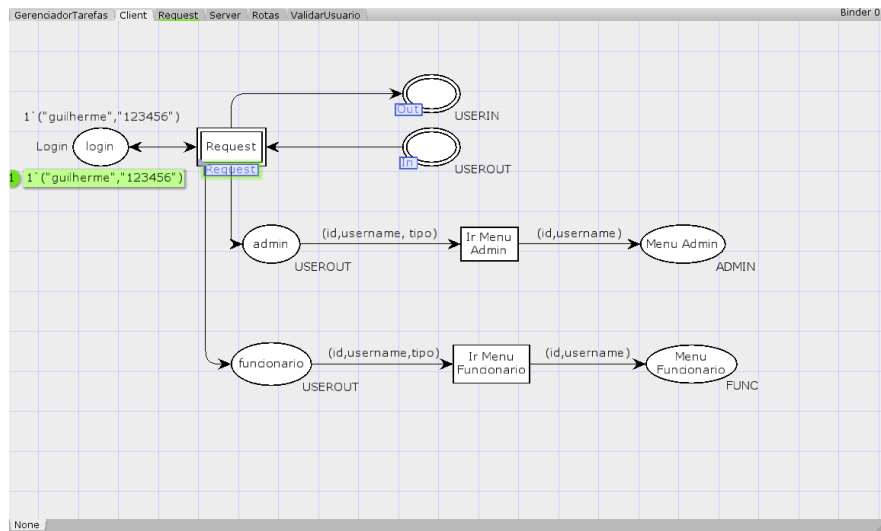 GerenciadorTarefas Client Request Server Rotas ValidarUsuario
Binder 0
Out
USERIN
1`("guilherme","123456")
Login
login
Request
In
USEROUT
Request
1
1`("guilherme","123456")
(id,username, tipo)
(id,username)
admin
Ir Menu
Admin
Menu Admin
USEROUT
ADMIN
(id,username,tipo)
(id,username)
funcionario
Ir Menu
Funcionario
Menu
Funcionario
USEROUT
FUNC
None